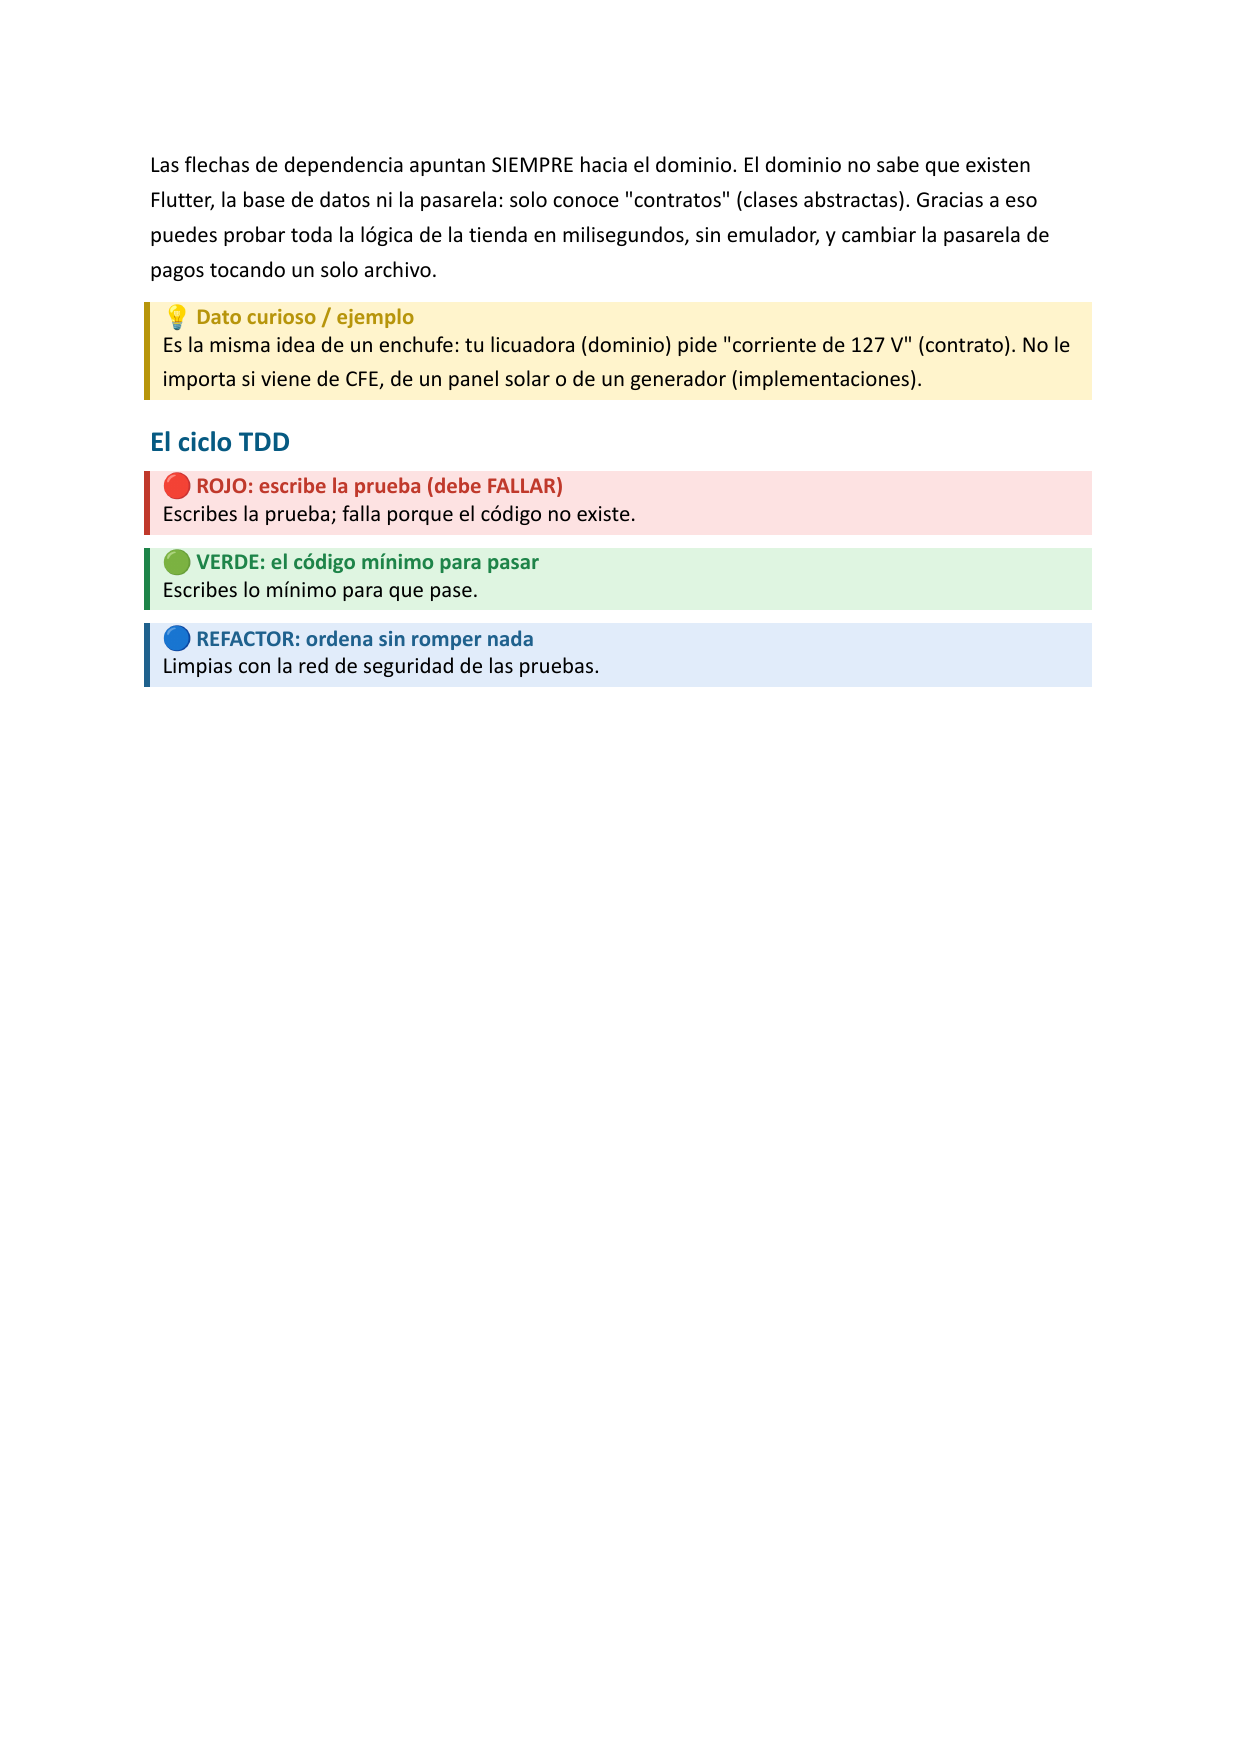 Las flechas de dependencia apuntan SIEMPRE hacia el dominio. El dominio no sabe que existen
Flutter, la base de datos ni la pasarela: solo conoce "contratos" (clases abstractas). Gracias a eso
puedes probar toda la lógica de la tienda en milisegundos, sin emulador, y cambiar la pasarela de
pagos tocando un solo archivo.
💡 Dato curioso / ejemplo
Es la misma idea de un enchufe: tu licuadora (dominio) pide "corriente de 127 V" (contrato). No le
importa si viene de CFE, de un panel solar o de un generador (implementaciones).
El ciclo TDD
🔴 ROJO: escribe la prueba (debe FALLAR)
Escribes la prueba; falla porque el código no existe.
🟢 VERDE: el código mínimo para pasar
Escribes lo mínimo para que pase.
🔵 REFACTOR: ordena sin romper nada
Limpias con la red de seguridad de las pruebas.